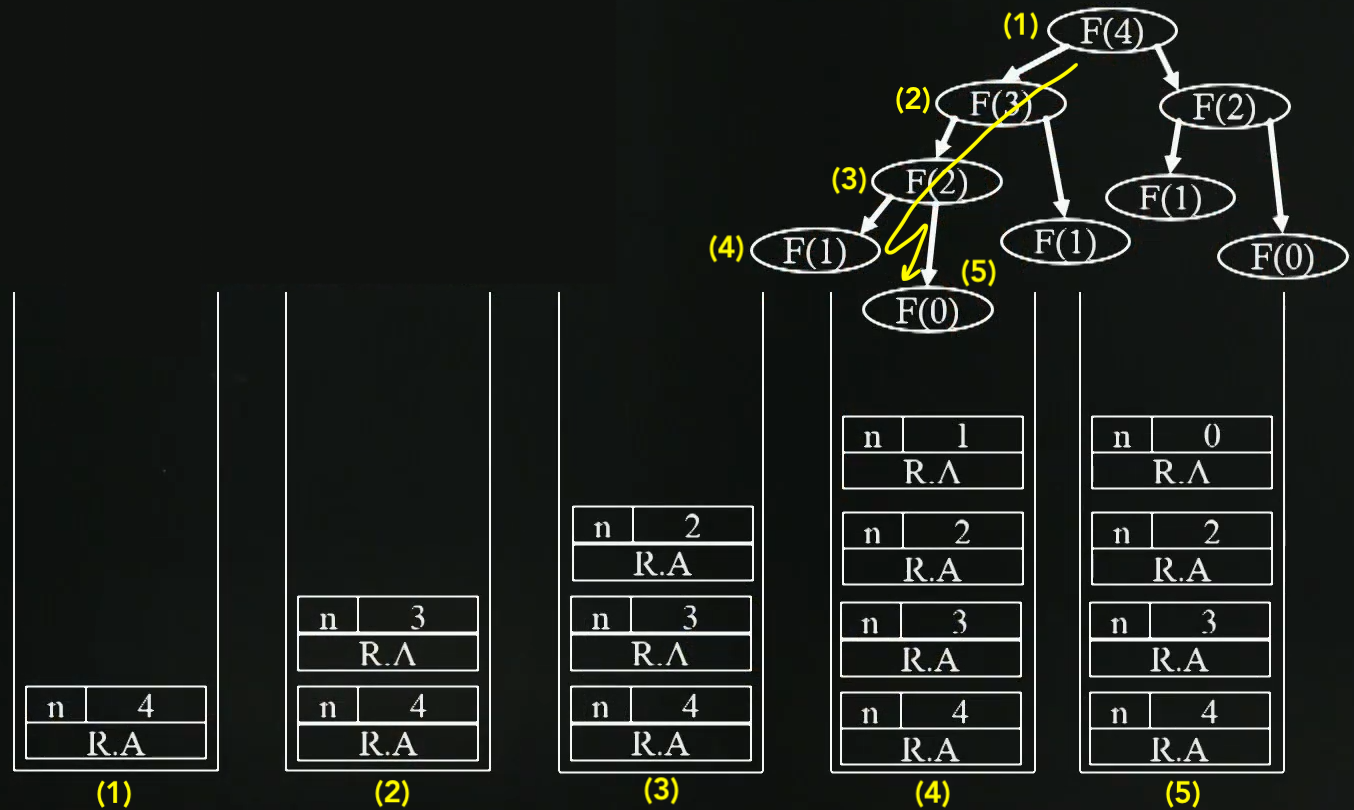 (1) F(4)
(2) F(3) F(2)
(3) F(2) F(1)
(4) F(1) F(1) F(0)
(5)
F(0)
n 4
R.A
(1)
n 3
R.A
n 4
R.A
(2)
n 2
R.A
n 3
R.A
n 4
R.A
(3)
n 1
R.A
n 2
R.A
n 3
R.A
n 4
R.A
(4)
n 0
R.A
n 2
R.A
n 3
R.A
n 4
R.A
(5)